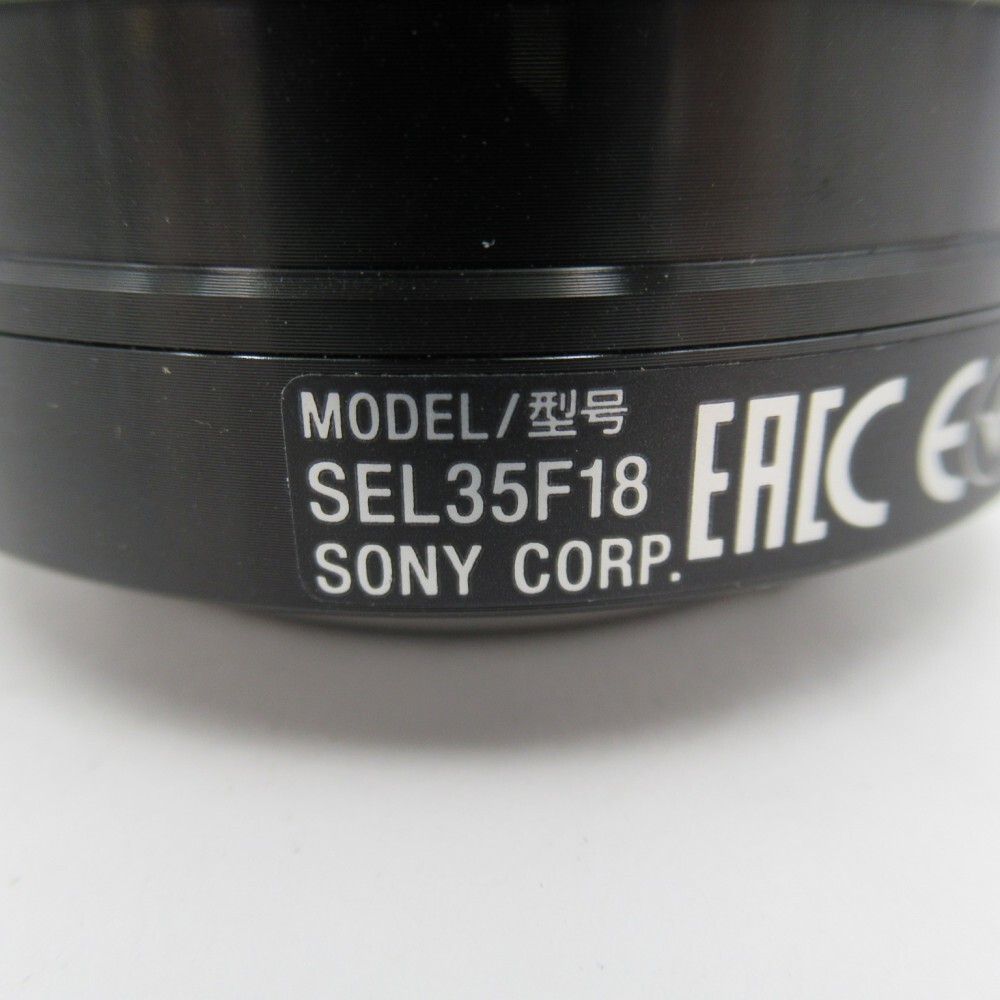 MODEL/型号
SEL35F18
SONY CORP.
EAC